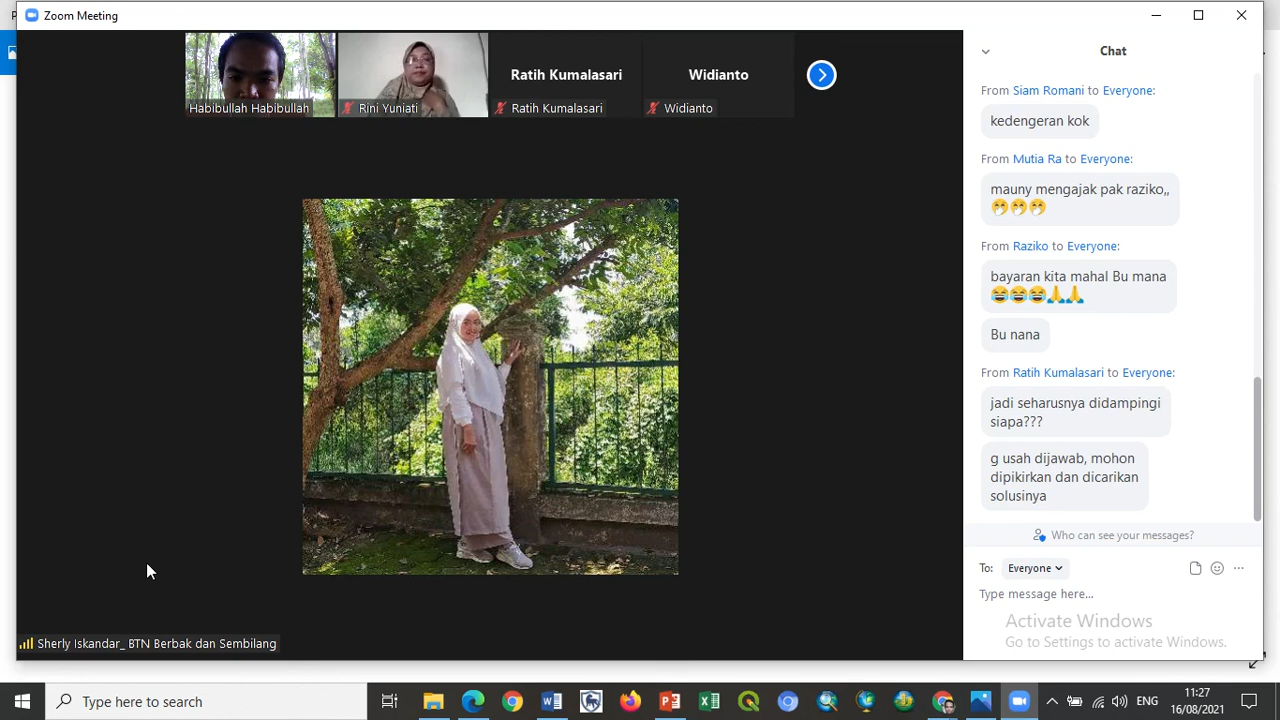 Zoom Meeting
Habibullah Habibullah
Rini Yuniati
Ratih Kumalasari
Ratih Kumalasari
Widianto
Widianto
Sherly Iskandar_ BTN Berbak dan Sembilang
Chat
From Siam Romani to Everyone:
kedengeran kok
From Mutia Ra to Everyone:
mauny mengajak pak raziko,,
🤭🤭🤭
From Raziko to Everyone:
bayaran kita mahal Bu mana
😂😂😂🙏🙏
Bu nana
From Ratih Kumalasari to Everyone:
jadi seharusnya didampingi
siapa???
g usah dijawab, mohon
dipikirkan dan dicarikan
solusinya
Who can see your messages?
To: Everyone
Type message here...
Activate Windows
Go to Settings to activate Windows.
Type here to search
ENG
11:27
16/08/2021